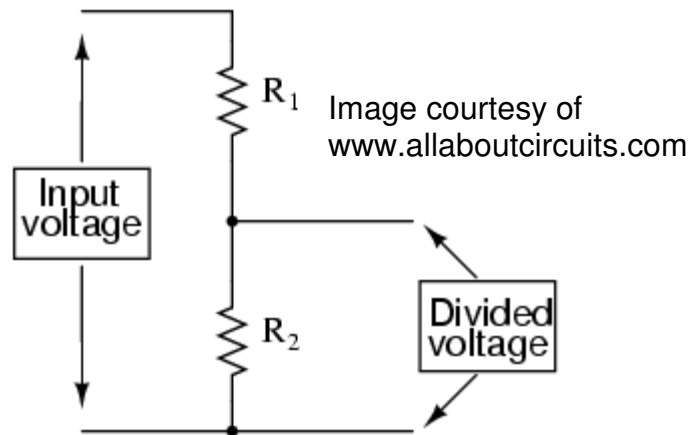 R1
Image courtesy of
www.allaboutcircuits.com
Input
voltage
R2
Divided
voltage